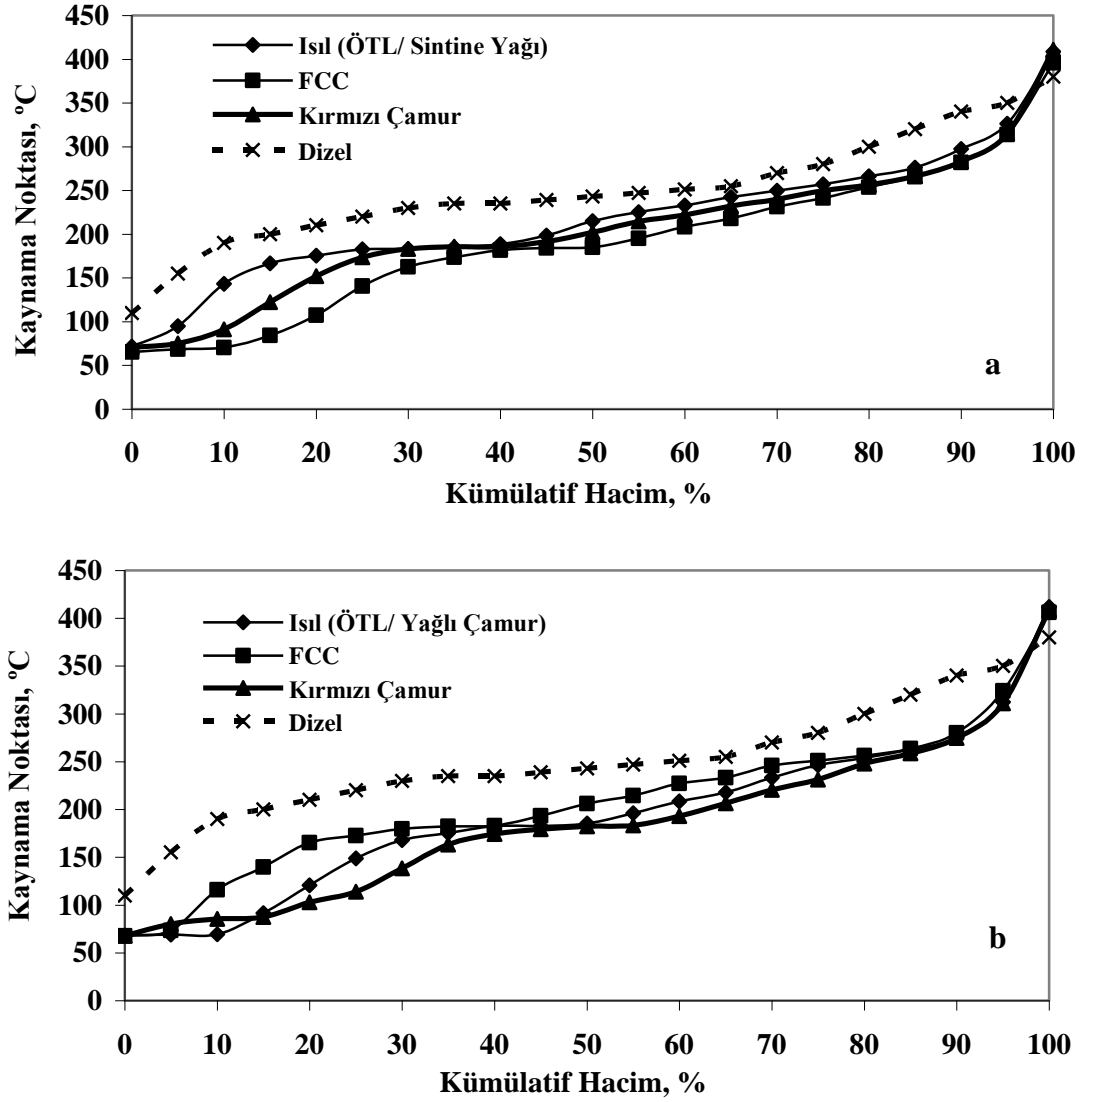 450
400
350
300
250
200
150
100
50
0
Kaynama Noktası, ºC
Isıl (ÖTL/ Sintine Yağı)
FCC
Kırmızı Çamur
Dizel
a
0 10 20 30 40 50 60 70 80 90 100
Kümülatif Hacim, %
450
400
350
300
250
200
150
100
50
0
Kaynama Noktası, ºC
Isıl (ÖTL/ Yağlı Çamur)
FCC
Kırmızı Çamur
Dizel
b
0 10 20 30 40 50 60 70 80 90 100
Kümülatif Hacim, %